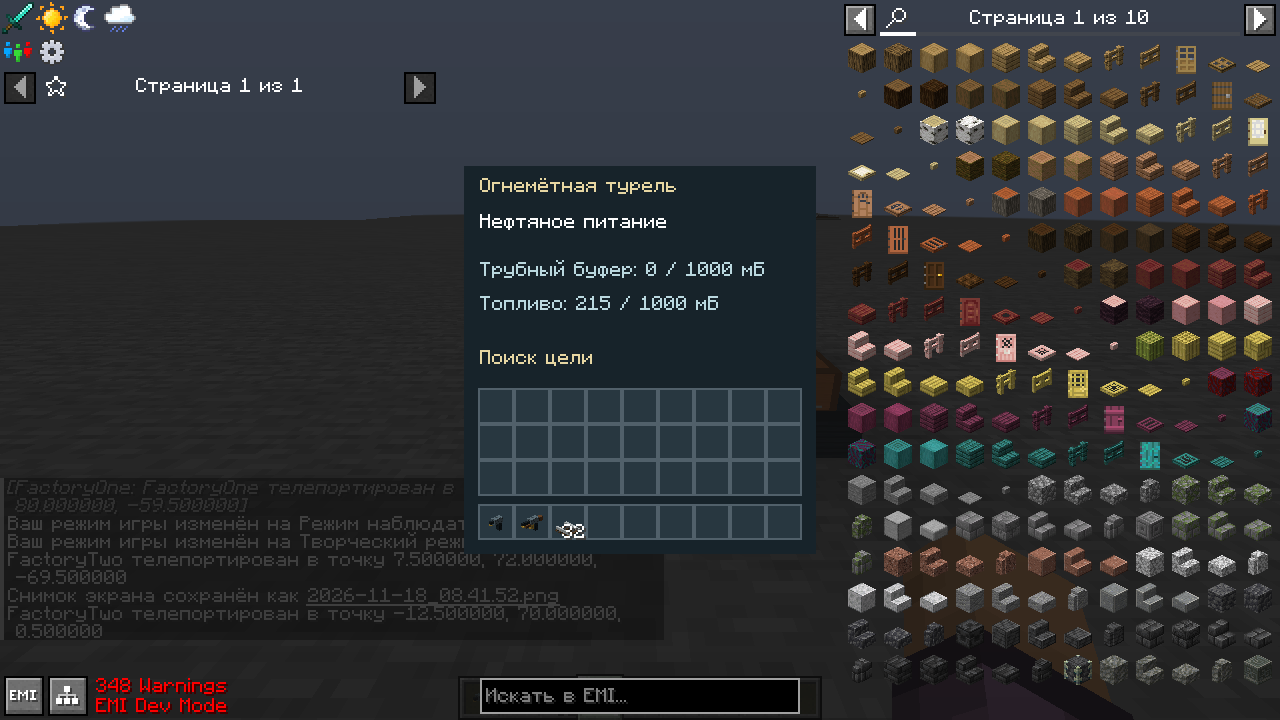 Страница 1 из 10
Страница 1 из 1
Огнемётная турель
Нефтяное питание
Трубный буфер: 0 / 1000 мБ
Топливо: 215 / 1000 мБ
Поиск цели
32
[FactoryOne: FactoryOne телепортирован в
80.000000, -59.500000]
Ваш режим игры изменён на Режим наблюдат
Ваш режим игры изменён на Творческий режи
FactoryTwo телепортирован в точку 7.500000, 72.000000,
-69.500000
Снимок экрана сохранён как 2026-11-18_08.41.52.png
FactoryTwo телепортирован в точку -12.500000, 70.000000,
0.500000
EMI
348 Warnings
EMI Dev Mode
Искать в EMI...